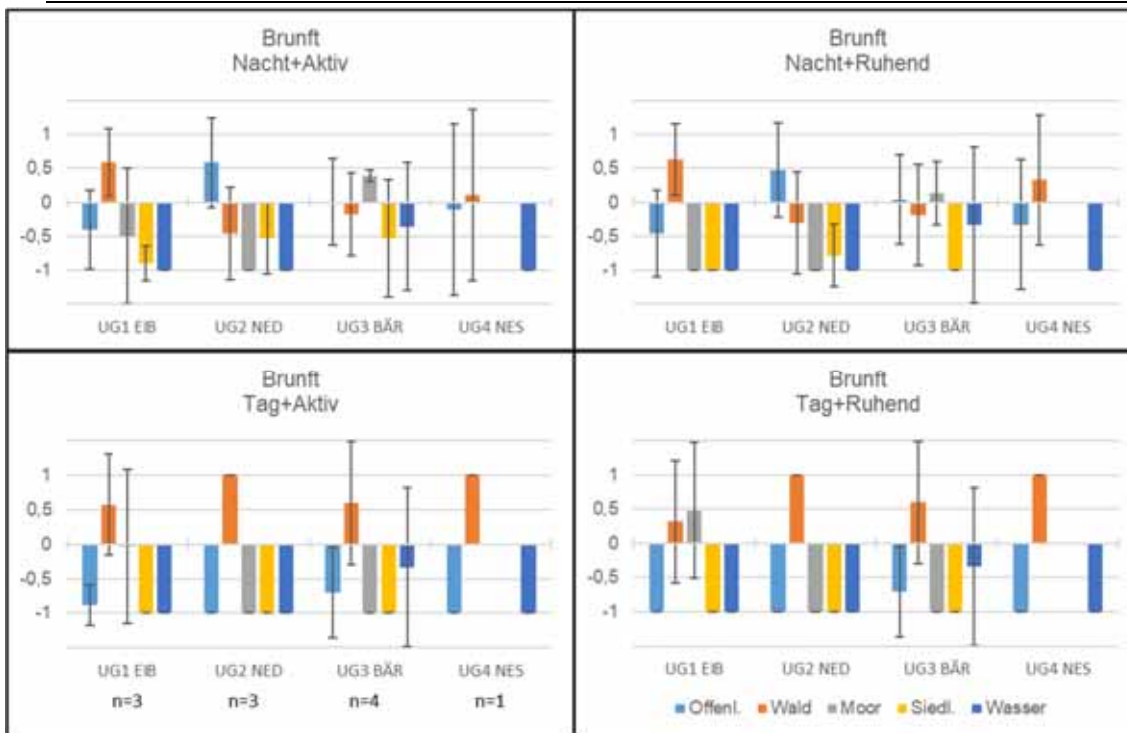 Brunft
Nacht+Aktiv
1
0.5
0
-0.5
-1
UG1 EIB UG2 NED UG3 BÄR UG4 NES
Brunft
Nacht+Ruhend
1
0.5
0
-0.5
-1
UG1 EIB UG2 NED UG3 BÄR UG4 NES
Brunft
Tag+Aktiv
1
0.5
0
-0.5
-1
UG1 EIB UG2 NED UG3 BÄR UG4 NES
n=3 n=3 n=4 n=1
Brunft
Tag+Ruhend
1
0.5
0
-0.5
-1
UG1 EIB UG2 NED UG3 BÄR UG4 NES
Offenl. Wald Moor Siedl. Wasser